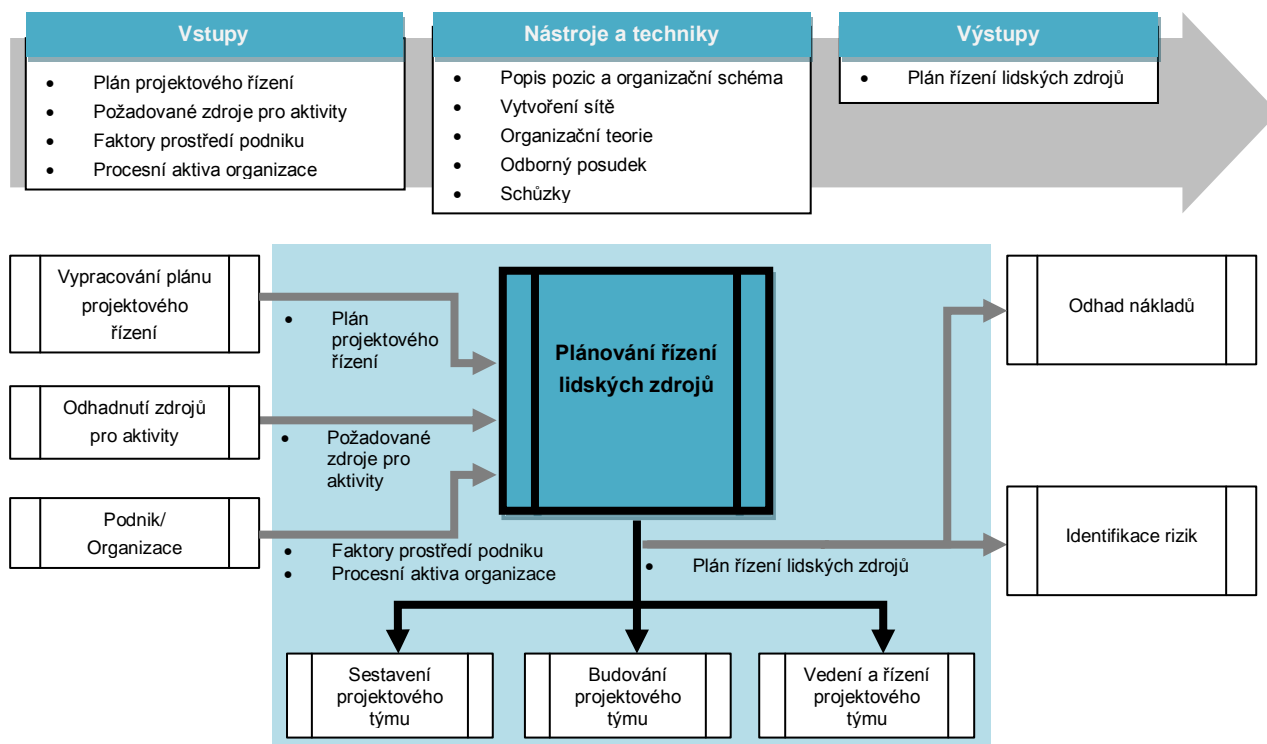 Vstupy
• Plán projektového řízení
• Požadované zdroje pro aktivity
• Faktory prostředí podniku
• Procesní aktiva organizace
Nástroje a techniky
• Popis pozic a organizační schéma
• Vytvoření sítě
• Organizační teorie
• Odborný posudek
• Schůzky
Výstupy
• Plán řízení lidských zdrojů
Vypracování plánu
projektového
řízení
Odhadnutí zdrojů
pro aktivity
Podnik/
Organizace
• Plán
projektového
řízení
• Požadované
zdroje pro
aktivity
• Faktory prostředí podniku
• Procesní aktiva organizace
Plánování řízení
lidských zdrojů
• Plán řízení lidských zdrojů
Odhad nákladů
Identifikace rizik
Sestavení
projektového
týmu
Budování
projektového
týmu
Vedení a řízení
projektového
týmu